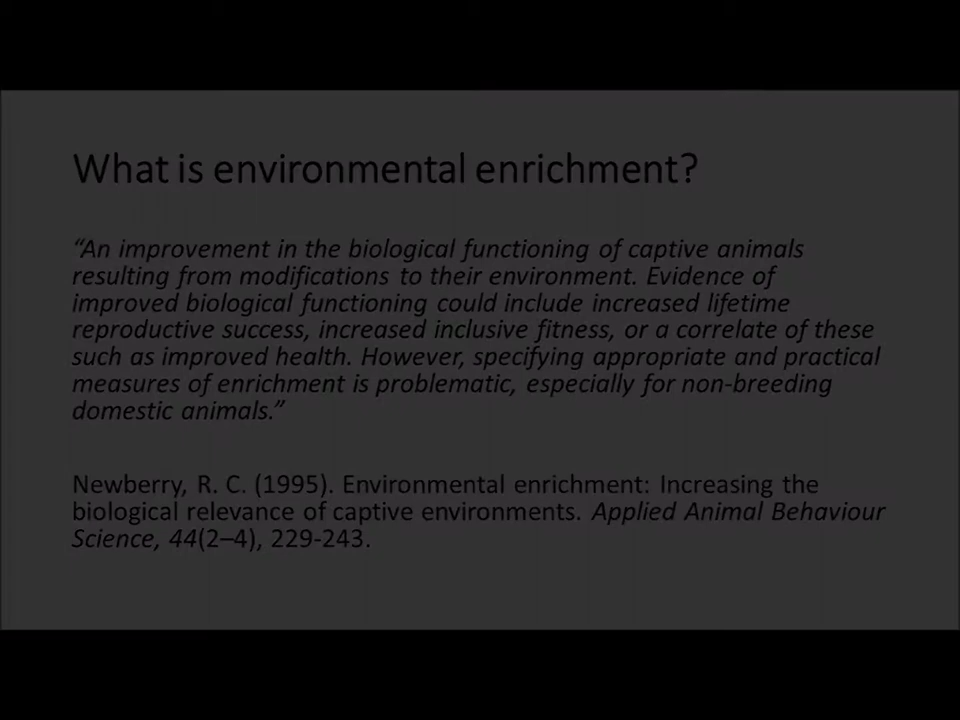 What is environmental enrichment?
“An improvement in the biological functioning of captive animals
resulting from modifications to their environment. Evidence of
improved biological functioning could include increased lifetime
reproductive success, increased inclusive fitness, or a correlate of these
such as improved health. However, specifying appropriate and practical
measures of enrichment is problematic, especially for non-breeding
domestic animals.”
Newberry, R. C. (1995). Environmental enrichment: Increasing the
biological relevance of captive environments. Applied Animal Behaviour
Science, 44(2–4), 229-243.